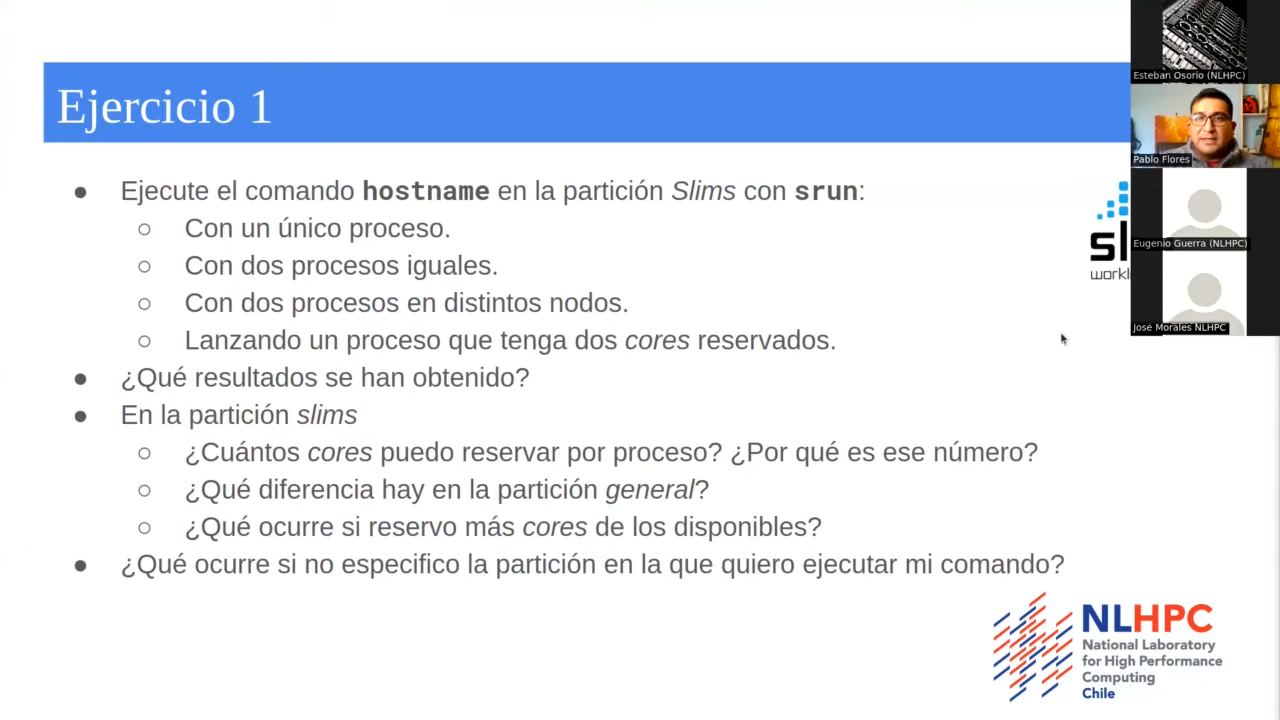 Ejercicio 1
● Ejecute el comando hostname en la partición Slims con srun:
○ Con un único proceso.
○ Con dos procesos iguales.
○ Con dos procesos en distintos nodos.
○ Lanzando un proceso que tenga dos cores reservados.
● ¿Qué resultados se han obtenido?
● En la partición slims
○ ¿Cuántos cores puedo reservar por proceso? ¿Por qué es ese número?
○ ¿Qué diferencia hay en la partición general?
○ ¿Qué ocurre si reservo más cores de los disponibles?
● ¿Qué ocurre si no especifico la partición en la que quiero ejecutar mi comando?
Esteban Osorio (NLHPC)
Pablo Flores
Eugenio Guerra (NLHPC)
José Morales NLHPC
NLHPC
National Laboratory
for High Performance
Computing
Chile